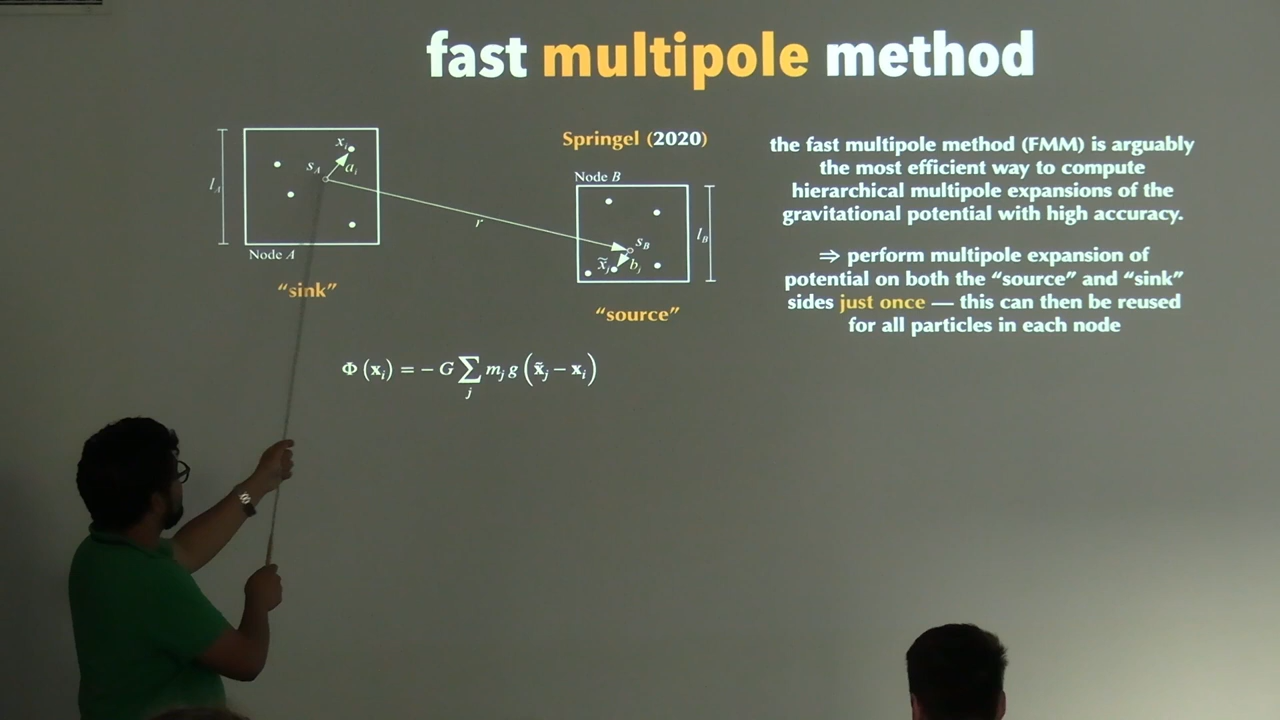 fast multipole method
Springel (2020)
the fast multipole method (FMM) is arguably
the most efficient way to compute
hierarchical multipole expansions of the
gravitational potential with high accuracy.
⇒ perform multipole expansion of
potential on both the “source” and “sink”
sides just once — this can then be reused
for all particles in each node
l_A
x_i
s_A
a_i
Node A
“sink”
r
Node B
s_B
x̃_j
b_j
l_B
“source”
Φ (x_i) = − G ∑_j m_j g (x̃_j − x_i)